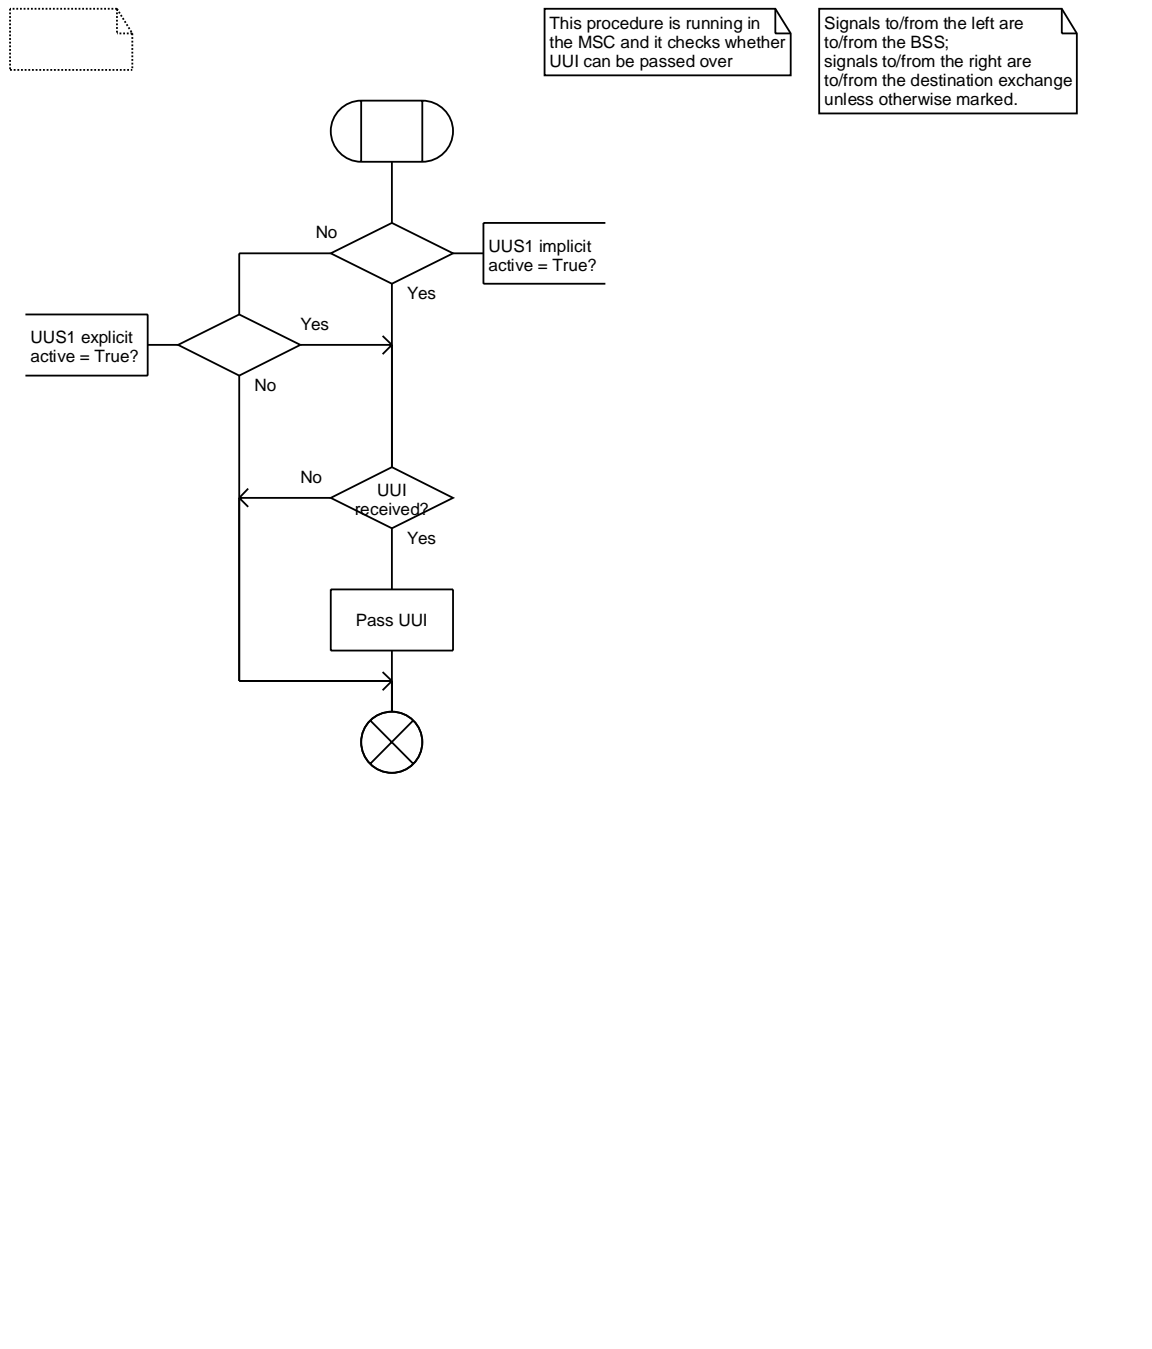 This procedure is running in
the MSC and it checks whether
UUI can be passed over
Signals to/from the left are
to/from the BSS;
signals to/from the right are
to/from the destination exchange
unless otherwise marked.
No
UUS1 implicit
active = True?
Yes
UUS1 explicit
active = True?
Yes
No
No
UUI
received?
Yes
Pass UUI